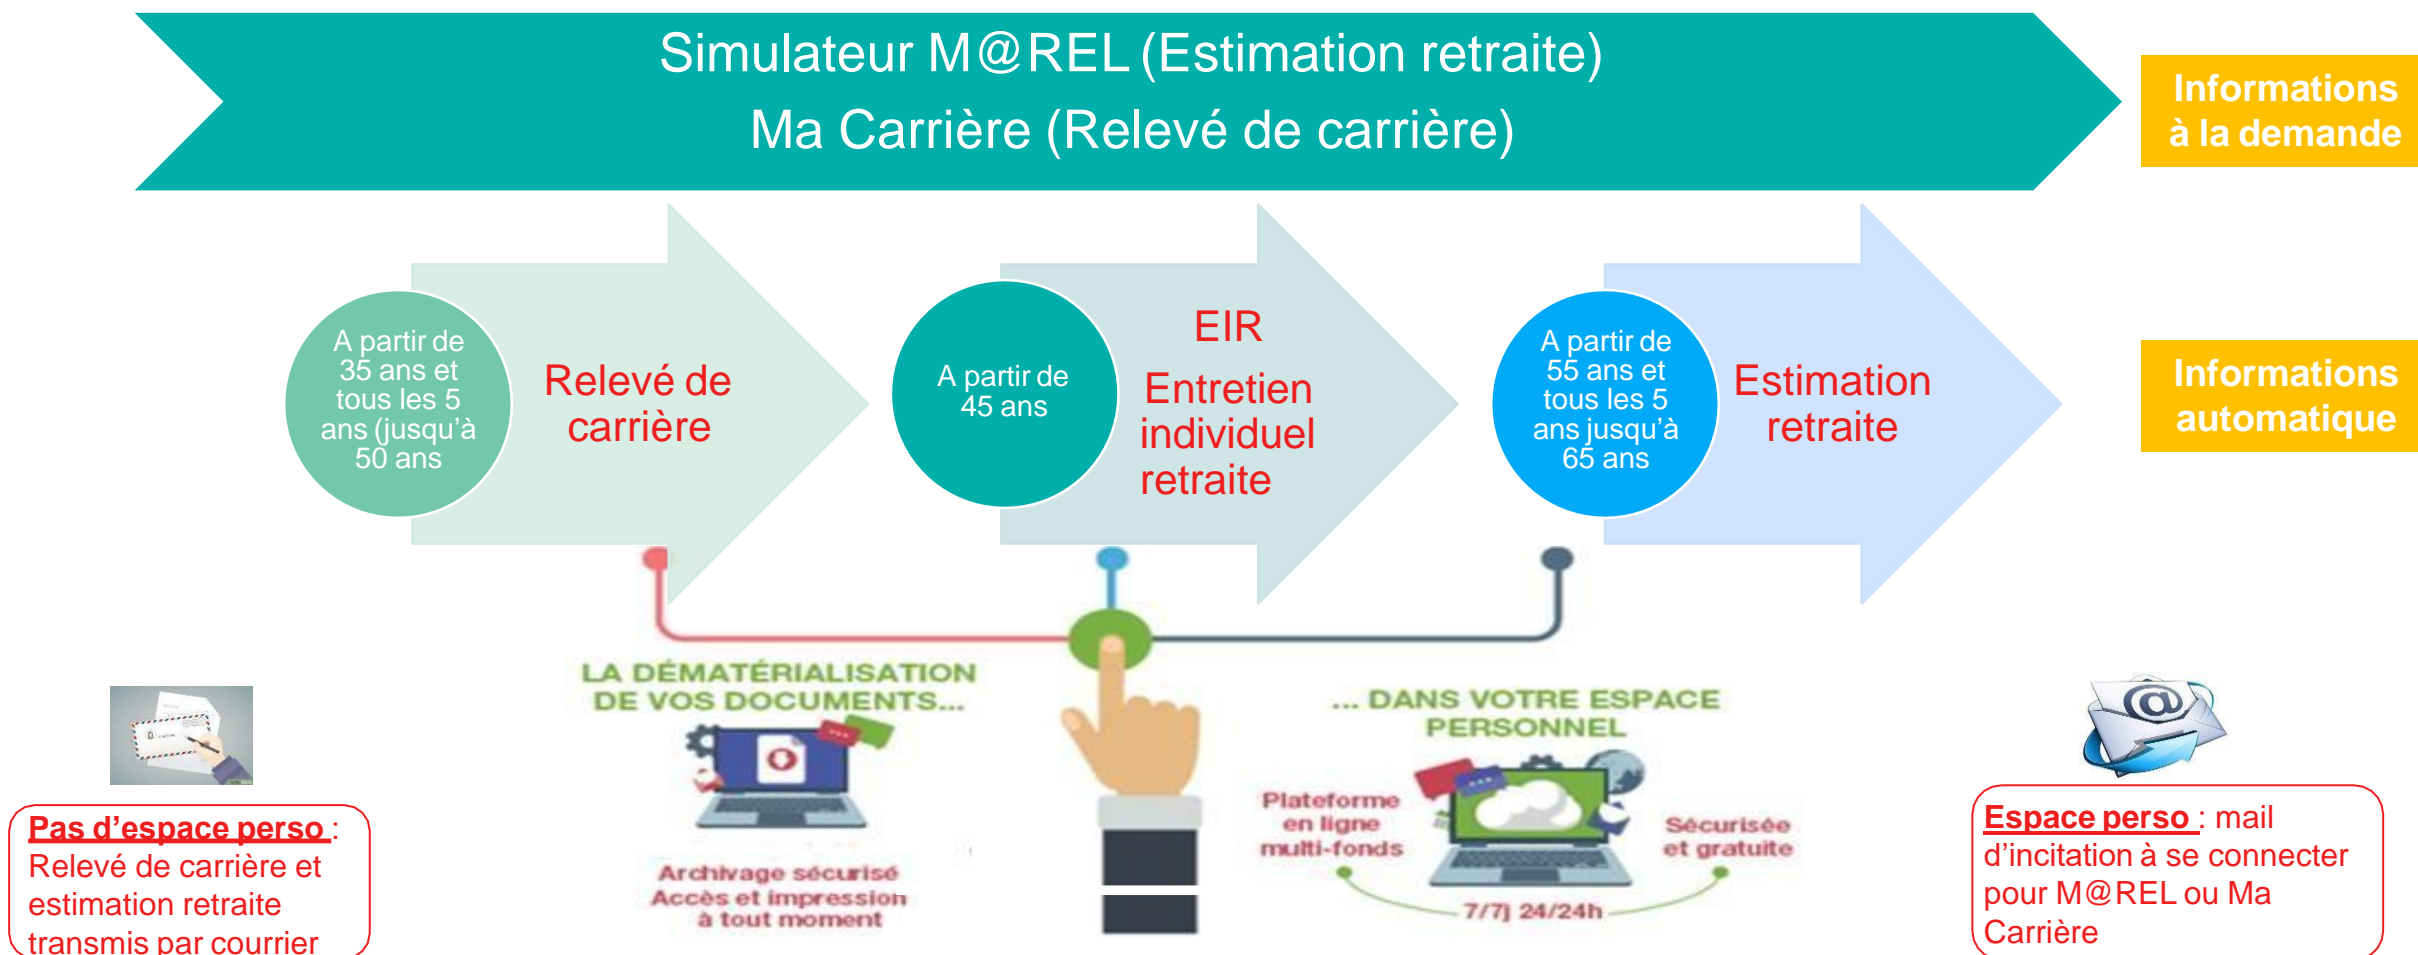 Simulateur M@REL (Estimation retraite)
Ma Carrière (Relevé de carrière)
Informations
à la demande
A partir de
35 ans et
tous les 5
ans (jusqu'à
50 ans
Relevé de
carrière
A partir de
45 ans
EIR
Entretien
individuel
retraite
A partir de
55 ans et
tous les 5
ans jusqu'à
65 ans
Estimation
retraite
Informations
automatique
LA DÉMATÉRIALISATION
DE VOS DOCUMENTS...
Archivage sécurisé
Accès et impression
à tout moment
... DANS VOTRE ESPACE
PERSONNEL
Plateforme
en ligne
multi-fonds
Sécurisée
et gratuite
7/7j 24/24h
Pas d'espace perso :
Relevé de carrière et
estimation retraite
transmis par courrier
Espace perso : mail
d'incitation à se connecter
pour M@REL ou Ma
Carrière